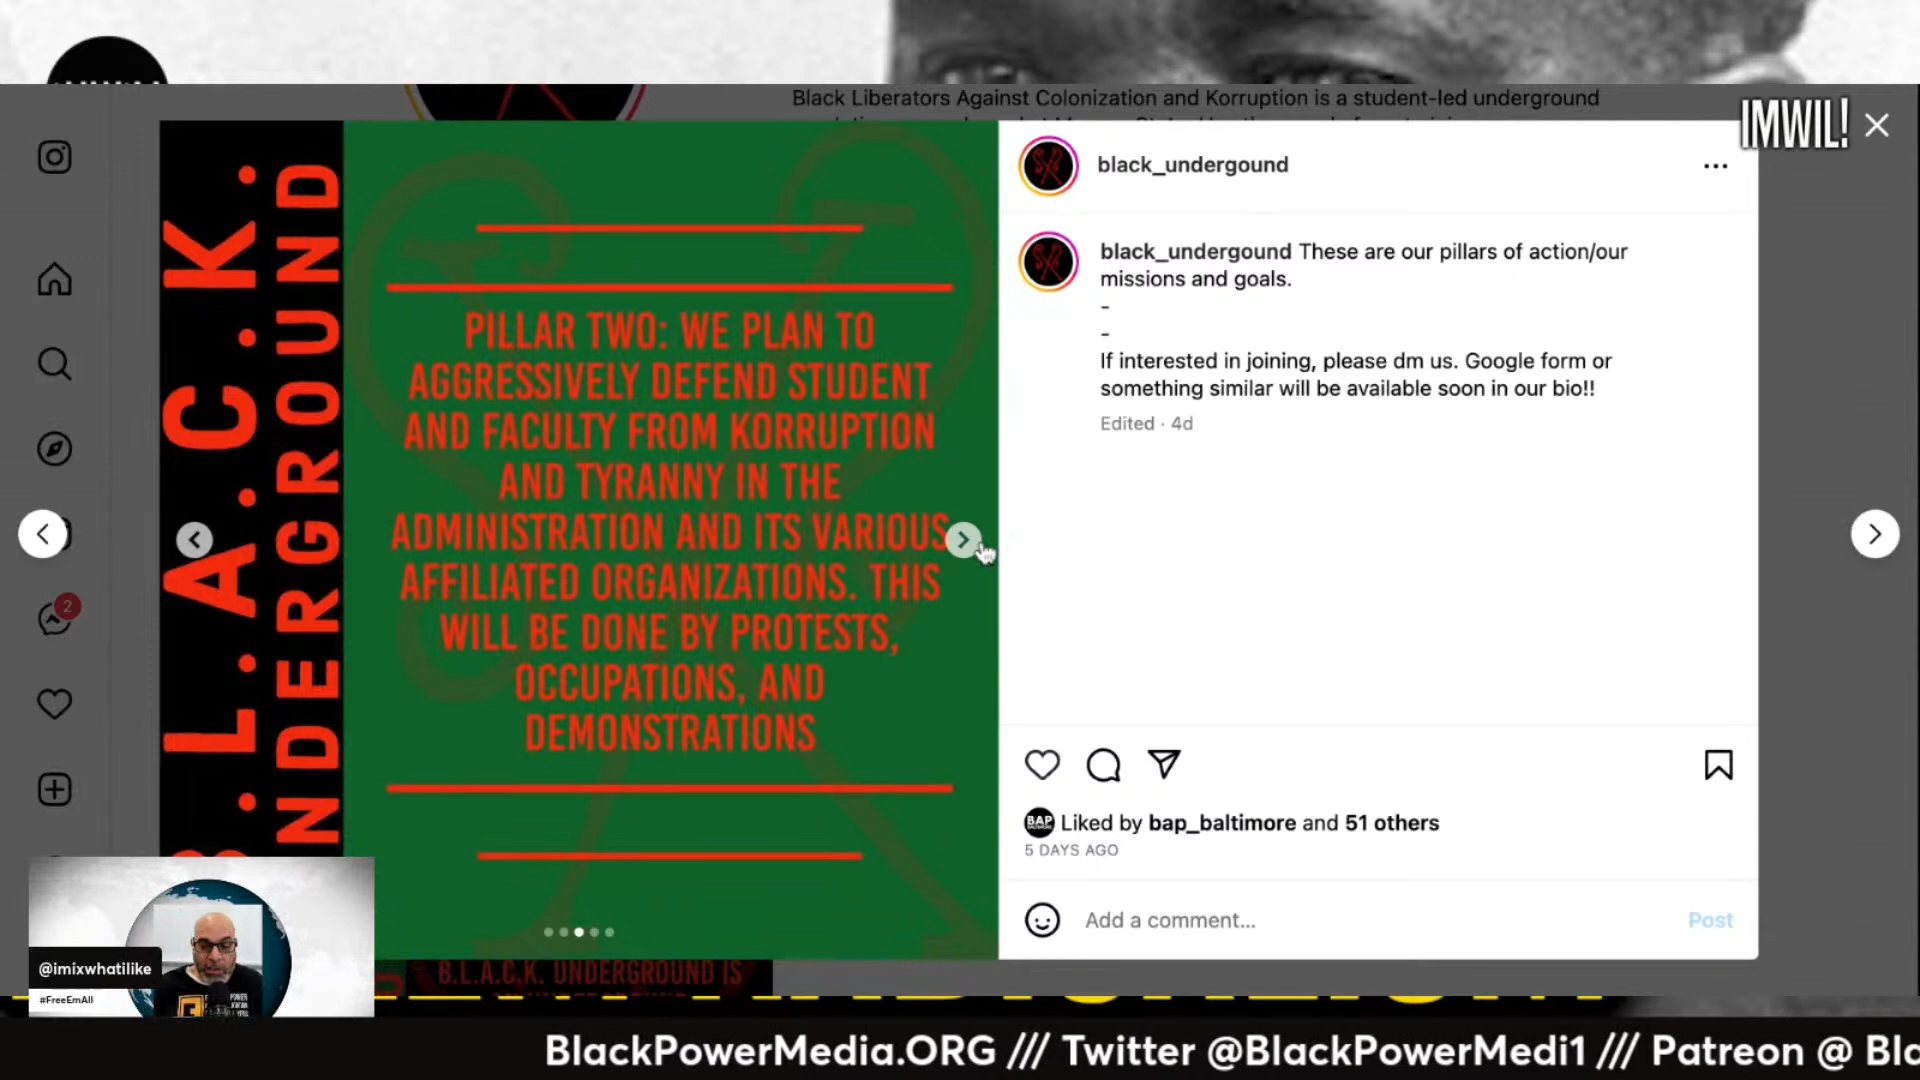 Black Liberators Against Colonization and Korruption is a student-led underground
IMWIL!
B.L.A.C.K.
UNDERGROUND
PILLAR TWO: WE PLAN TO
AGGRESSIVELY DEFEND STUDENT
AND FACULTY FROM KORRUPTION
AND TYRANNY IN THE
ADMINISTRATION AND ITS VARIOUS
AFFILIATED ORGANIZATIONS. THIS
WILL BE DONE BY PROTESTS,
OCCUPATIONS, AND
DEMONSTRATIONS
black_undergound
black_undergound These are our pillars of action/our
missions and goals.
-
-
If interested in joining, please dm us. Google form or
something similar will be available soon in our bio!!
Edited · 4d
2
BAP
BALTIMORE
Liked by bap_baltimore and 51 others
5 DAYS AGO
Add a comment...
Post
B.L.A.C.K. UNDERGROUND IS
@imixwhatilike
#FreeEmAll
BlackPowerMedia.ORG /// Twitter @BlackPowerMedi1 /// Patreon @ Bla